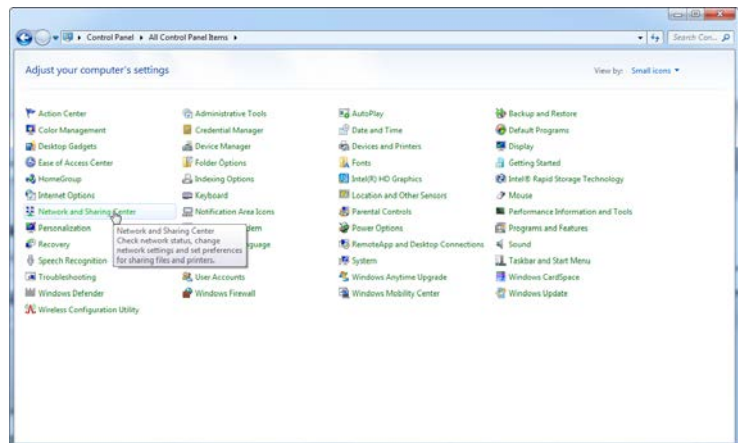 Control Panel ▸ All Control Panel Items ▸
Search Con...
Adjust your computer's settings
View by: Small icons
Action Center
Administrative Tools
AutoPlay
Backup and Restore
Color Management
Credential Manager
Date and Time
Default Programs
Desktop Gadgets
Device Manager
Devices and Printers
Display
Ease of Access Center
Folder Options
Fonts
Getting Started
HomeGroup
Indexing Options
Intel(R) HD Graphics
Intel® Rapid Storage Technology
Internet Options
Keyboard
Location and Other Sensors
Mouse
Network and Sharing Center
Notification Area Icons
Parental Controls
Performance Information and Tools
Personalization
dem
Power Options
Programs and Features
Recovery
guage
RemoteApp and Desktop Connections
Sound
Speech Recognition
System
Taskbar and Start Menu
Troubleshooting
User Accounts
Windows Anytime Upgrade
Windows CardSpace
Windows Defender
Windows Firewall
Windows Mobility Center
Windows Update
Wireless Configuration Utility
Network and Sharing Center
Check network status, change
network settings and set preferences
for sharing files and printers.